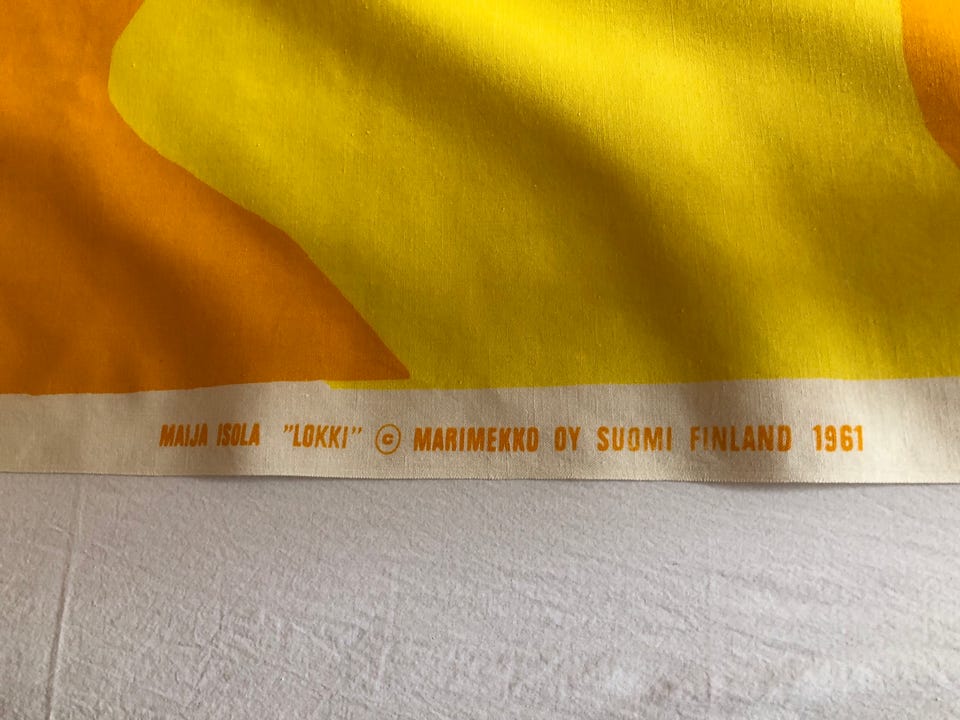 MAIJA ISOLA ”LOKKI” © MARIMEKKO OY SUOMI FINLAND 1961